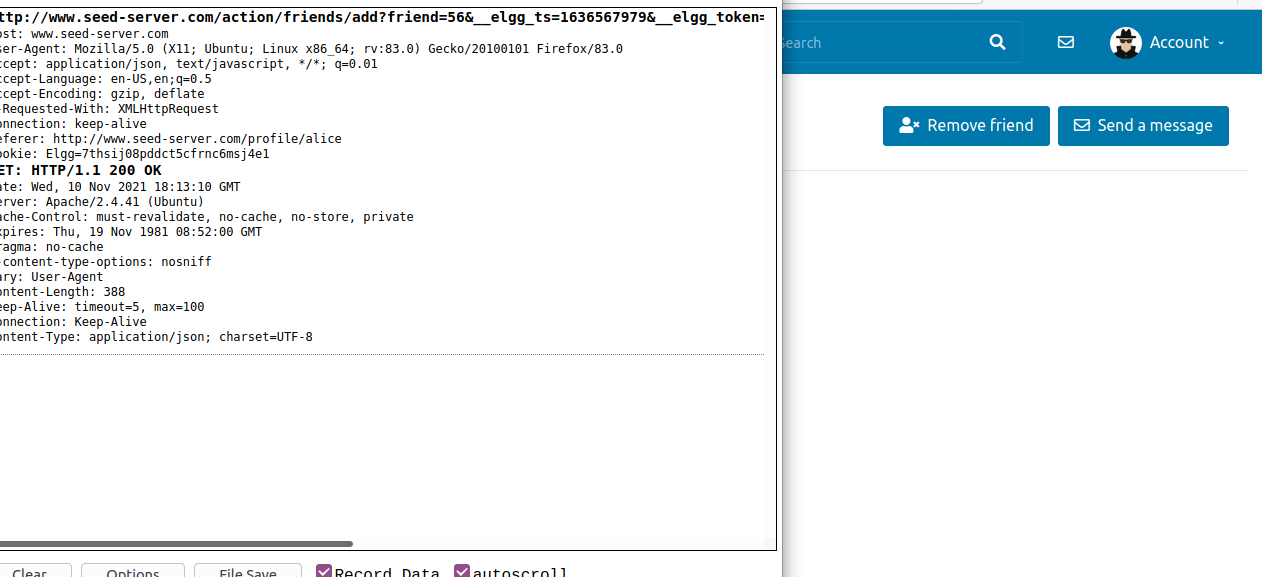 ttp://www.seed-server.com/action/friends/add?friend=56&__elgg_ts=1636567979&__elgg_token=
ost: www.seed-server.com
ser-Agent: Mozilla/5.0 (X11; Ubuntu; Linux x86_64; rv:83.0) Gecko/20100101 Firefox/83.0
ccept: application/json, text/javascript, */*; q=0.01
ccept-Language: en-US,en;q=0.5
ccept-Encoding: gzip, deflate
-Requested-With: XMLHttpRequest
onnection: keep-alive
eferer: http://www.seed-server.com/profile/alice
ookie: Elgg=7thsij08pddct5cfrnc6msj4e1
ET: HTTP/1.1 200 OK
ate: Wed, 10 Nov 2021 18:13:10 GMT
erver: Apache/2.4.41 (Ubuntu)
ache-Control: must-revalidate, no-cache, no-store, private
xpires: Thu, 19 Nov 1981 08:52:00 GMT
ragma: no-cache
-content-type-options: nosniff
ary: User-Agent
ontent-Length: 388
eep-Alive: timeout=5, max=100
onnection: Keep-Alive
ontent-Type: application/json; charset=UTF-8
Clear Options File Save Record Data autoscroll
Search Account
Remove friend Send a message